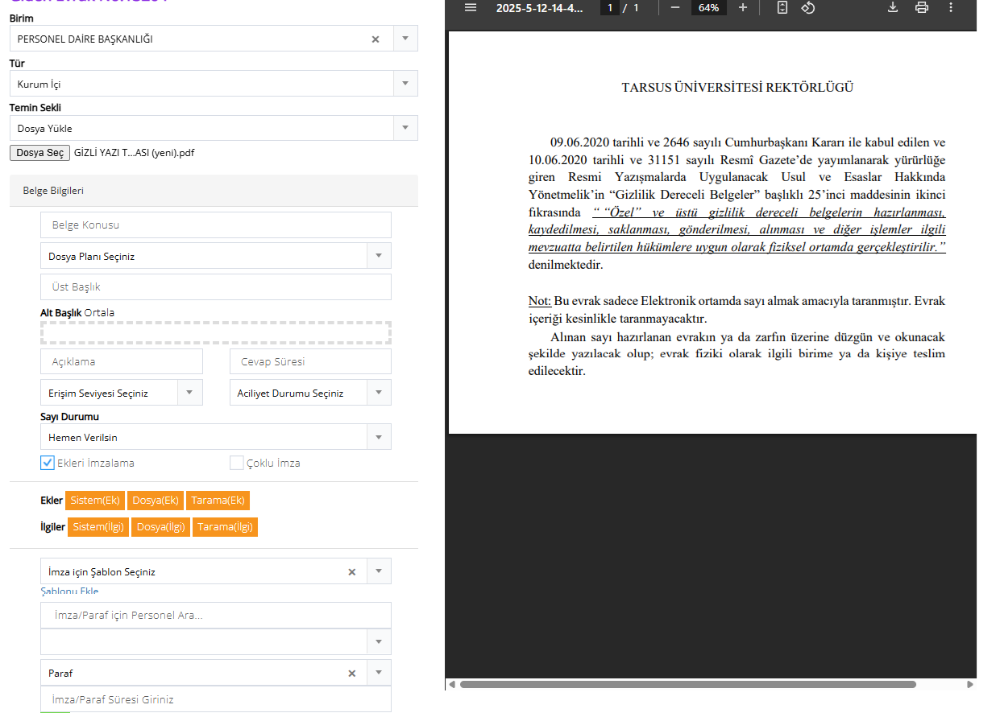 Birim
PERSONEL DAİRE BAŞKANLIĞI
Tür
Kurum İçi
Temin Sekli
Dosya Yükle
Dosya Seç GİZLİ YAZI T...ASI (yeni).pdf
Belge Bilgileri
Belge Konusu
Dosya Planı Seçiniz
Üst Başlık
Alt Başlık Ortala
Açıklama
Cevap Süresi
Erişim Seviyesi Seçiniz
Aciliyet Durumu Seçiniz
Sayı Durumu
Hemen Verilsin
Ekleri İmzalama
Çoklu İmza
Ekler Sistem(Ek) Dosya(Ek) Tarama(Ek)
İlgiler Sistem(İlgi) Dosya(İlgi) Tarama(İlgi)
İmza için Şablon Seçiniz
Şablonu Ekle
İmza/Paraf için Personel Ara...
Paraf
İmza/Paraf Süresi Giriniz
2025-5-12-14-4... 1 / 1 64%
TARSUS ÜNİVERSİTESİ REKTÖRLÜGÜ
09.06.2020 tarihli ve 2646 sayılı Cumhurbaşkanı Kararı ile kabul edilen ve
10.06.2020 tarihli ve 31151 sayılı Resmî Gazete’de yayımlanarak yürürlüğe
giren Resmi Yazışmalarda Uygulanacak Usul ve Esaslar Hakkında
Yönetmelik’in “Gizlilik Dereceli Belgeler” başlıklı 25’inci maddesinin ikinci
fıkrasında “ “Özel” ve üstü gizlilik dereceli belgelerin hazırlanması,
kaydedilmesi, saklanması, gönderilmesi, alınması ve diğer işlemler ilgili
mevzuatta belirtilen hükümlere uygun olarak fiziksel ortamda gerçekleştirilir.”
denilmektedir.
Not: Bu evrak sadece Elektronik ortamda sayı almak amacıyla taranmıştır. Evrak
içeriği kesinlikle taranmayacaktır.
Alınan sayı hazırlanan evrakın ya da zarfın üzerine düzgün ve okunacak
şekilde yazılacak olup; evrak fiziki olarak ilgili birime ya da kişiye teslim
edilecektir.